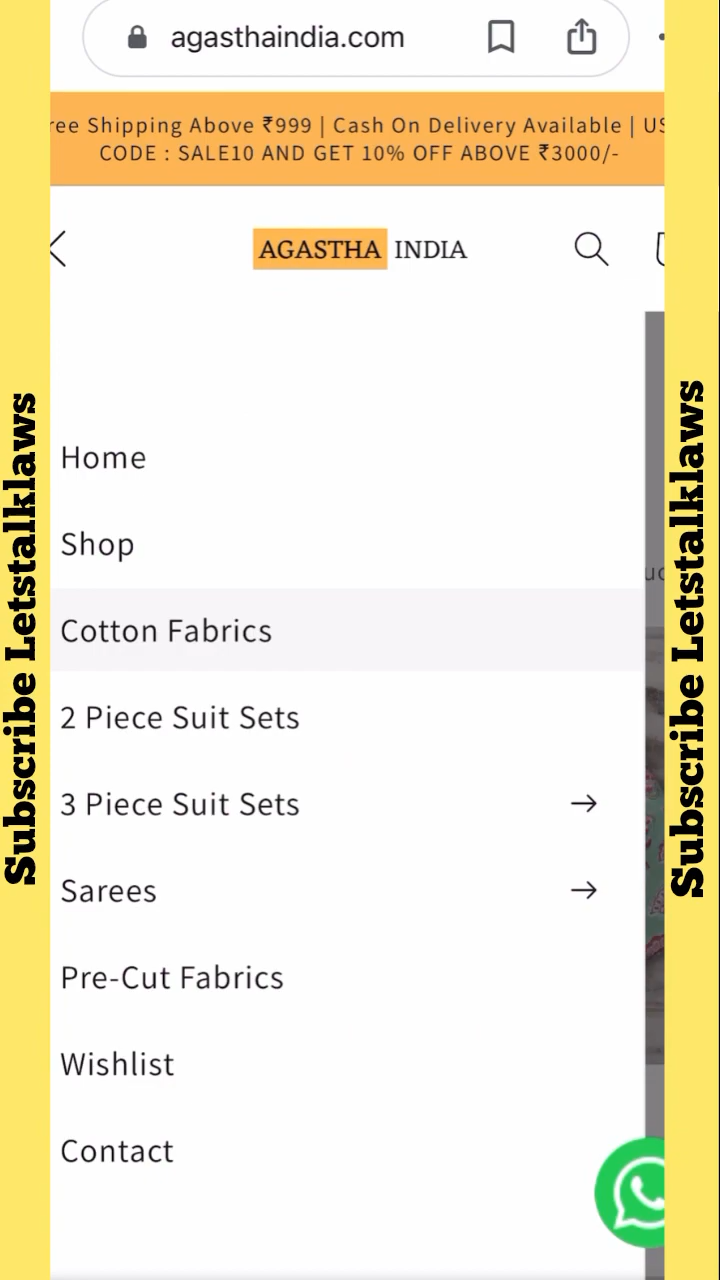 agasthaindia.com
ree Shipping Above ₹999 | Cash On Delivery Available | US
CODE : SALE10 AND GET 10% OFF ABOVE ₹3000/-
AGASTHA INDIA
Home
Shop
Cotton Fabrics
2 Piece Suit Sets
3 Piece Suit Sets
Sarees
Pre-Cut Fabrics
Wishlist
Contact
Subscribe Letstalklaws
Subscribe Letstalklaws